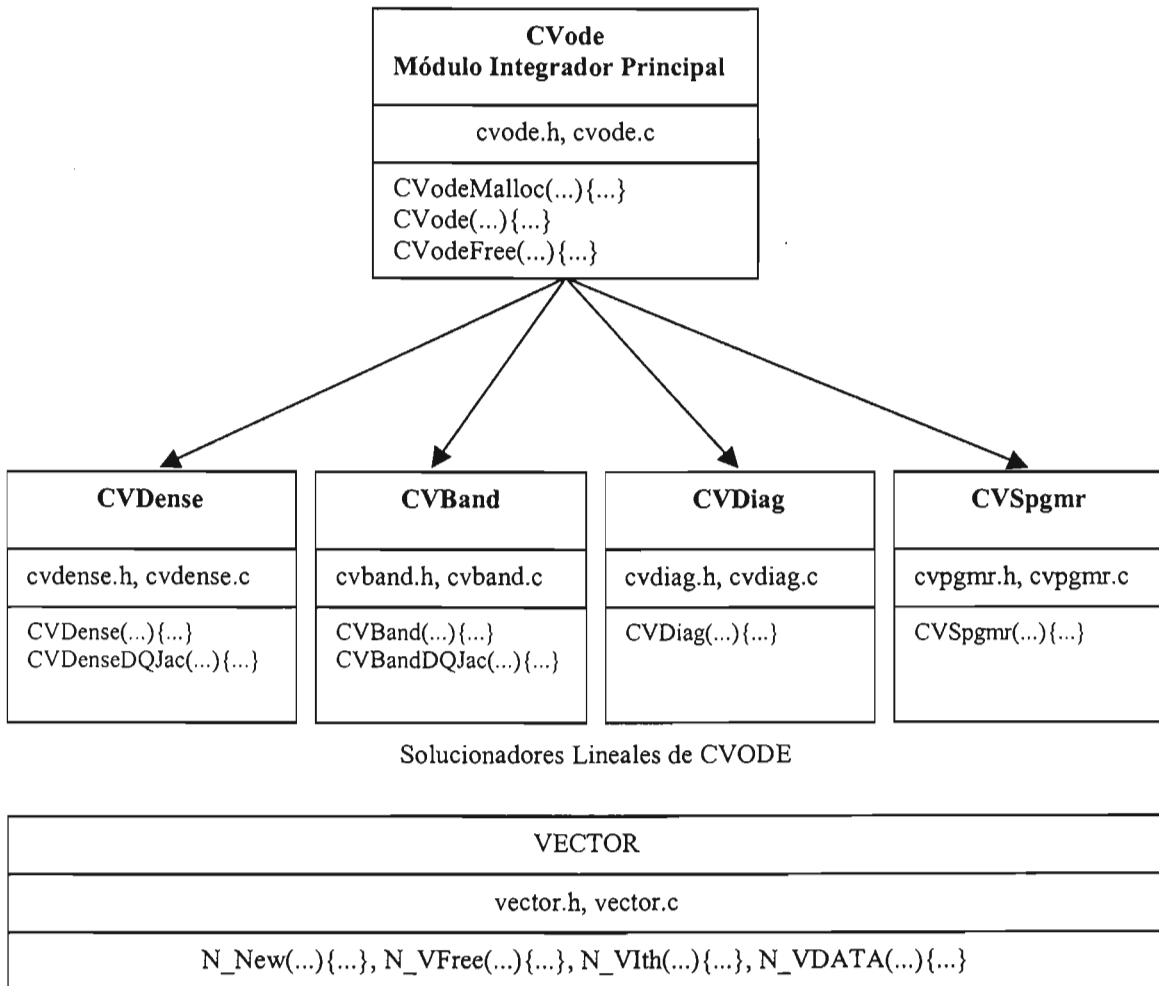 CVode
Módulo Integrador Principal
cvode.h, cvode.c
CVodeMalloc(...){...}
CVode(...){...}
CVodeFree(...){...}
CVDense
cvdense.h, cvdense.c
CVDense(...){...}
CVDenseDQJac(...){...}
CVBand
cvband.h, cvband.c
CVBand(...){...}
CVBandDQJac(...){...}
CVDiag
cvdiag.h, cvdiag.c
CVDiag(...){...}
CVSpgmr
cvpgmr.h, cvpgmr.c
CVSpgmr(...){...}
Solucionadores Lineales de CVODE
VECTOR
vector.h, vector.c
N_New(...){...}, N_VFree(...){...}, N_VIth(...){...}, N_VDATA(...){...}